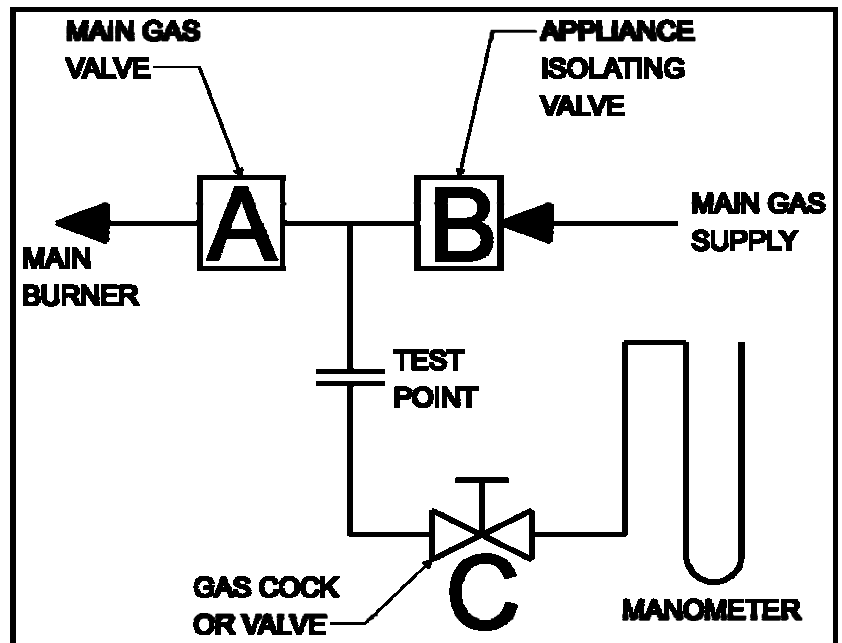 MAIN GAS
VALVE
APPLIANCE
ISOLATING
VALVE
A
B
MAIN GAS
SUPPLY
MAIN
BURNER
TEST
POINT
C
GAS COCK
OR VALVE
MANOMETER